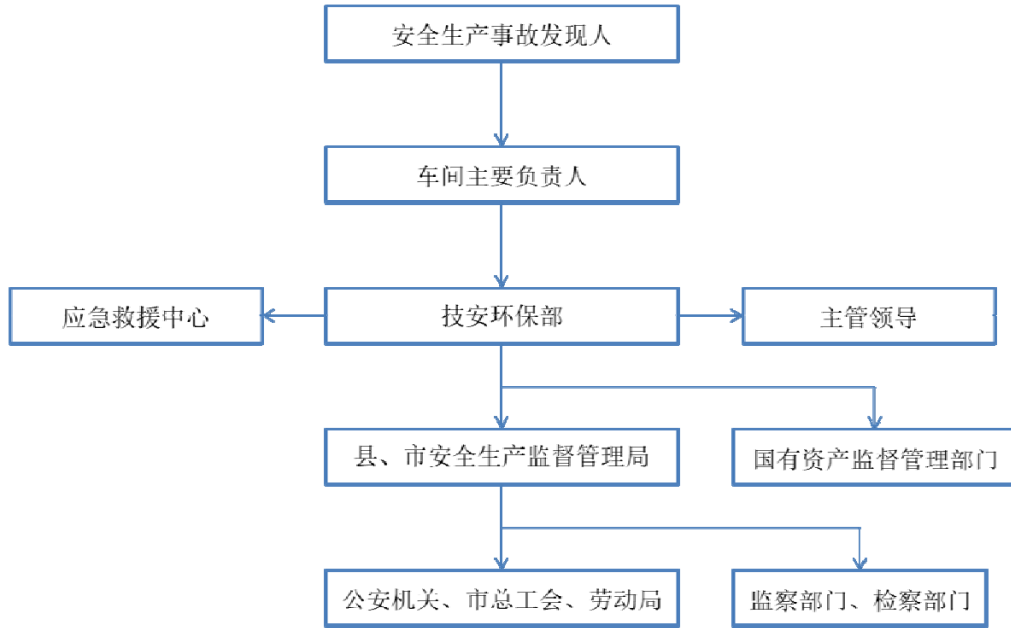 安全生产事故发现人
车间主要负责人
应急救援中心
技安环保部
主管领导
县、市安全生产监督管理局
国有资产监督管理部门
公安机关、市总工会、劳动局
监察部门、检察部门